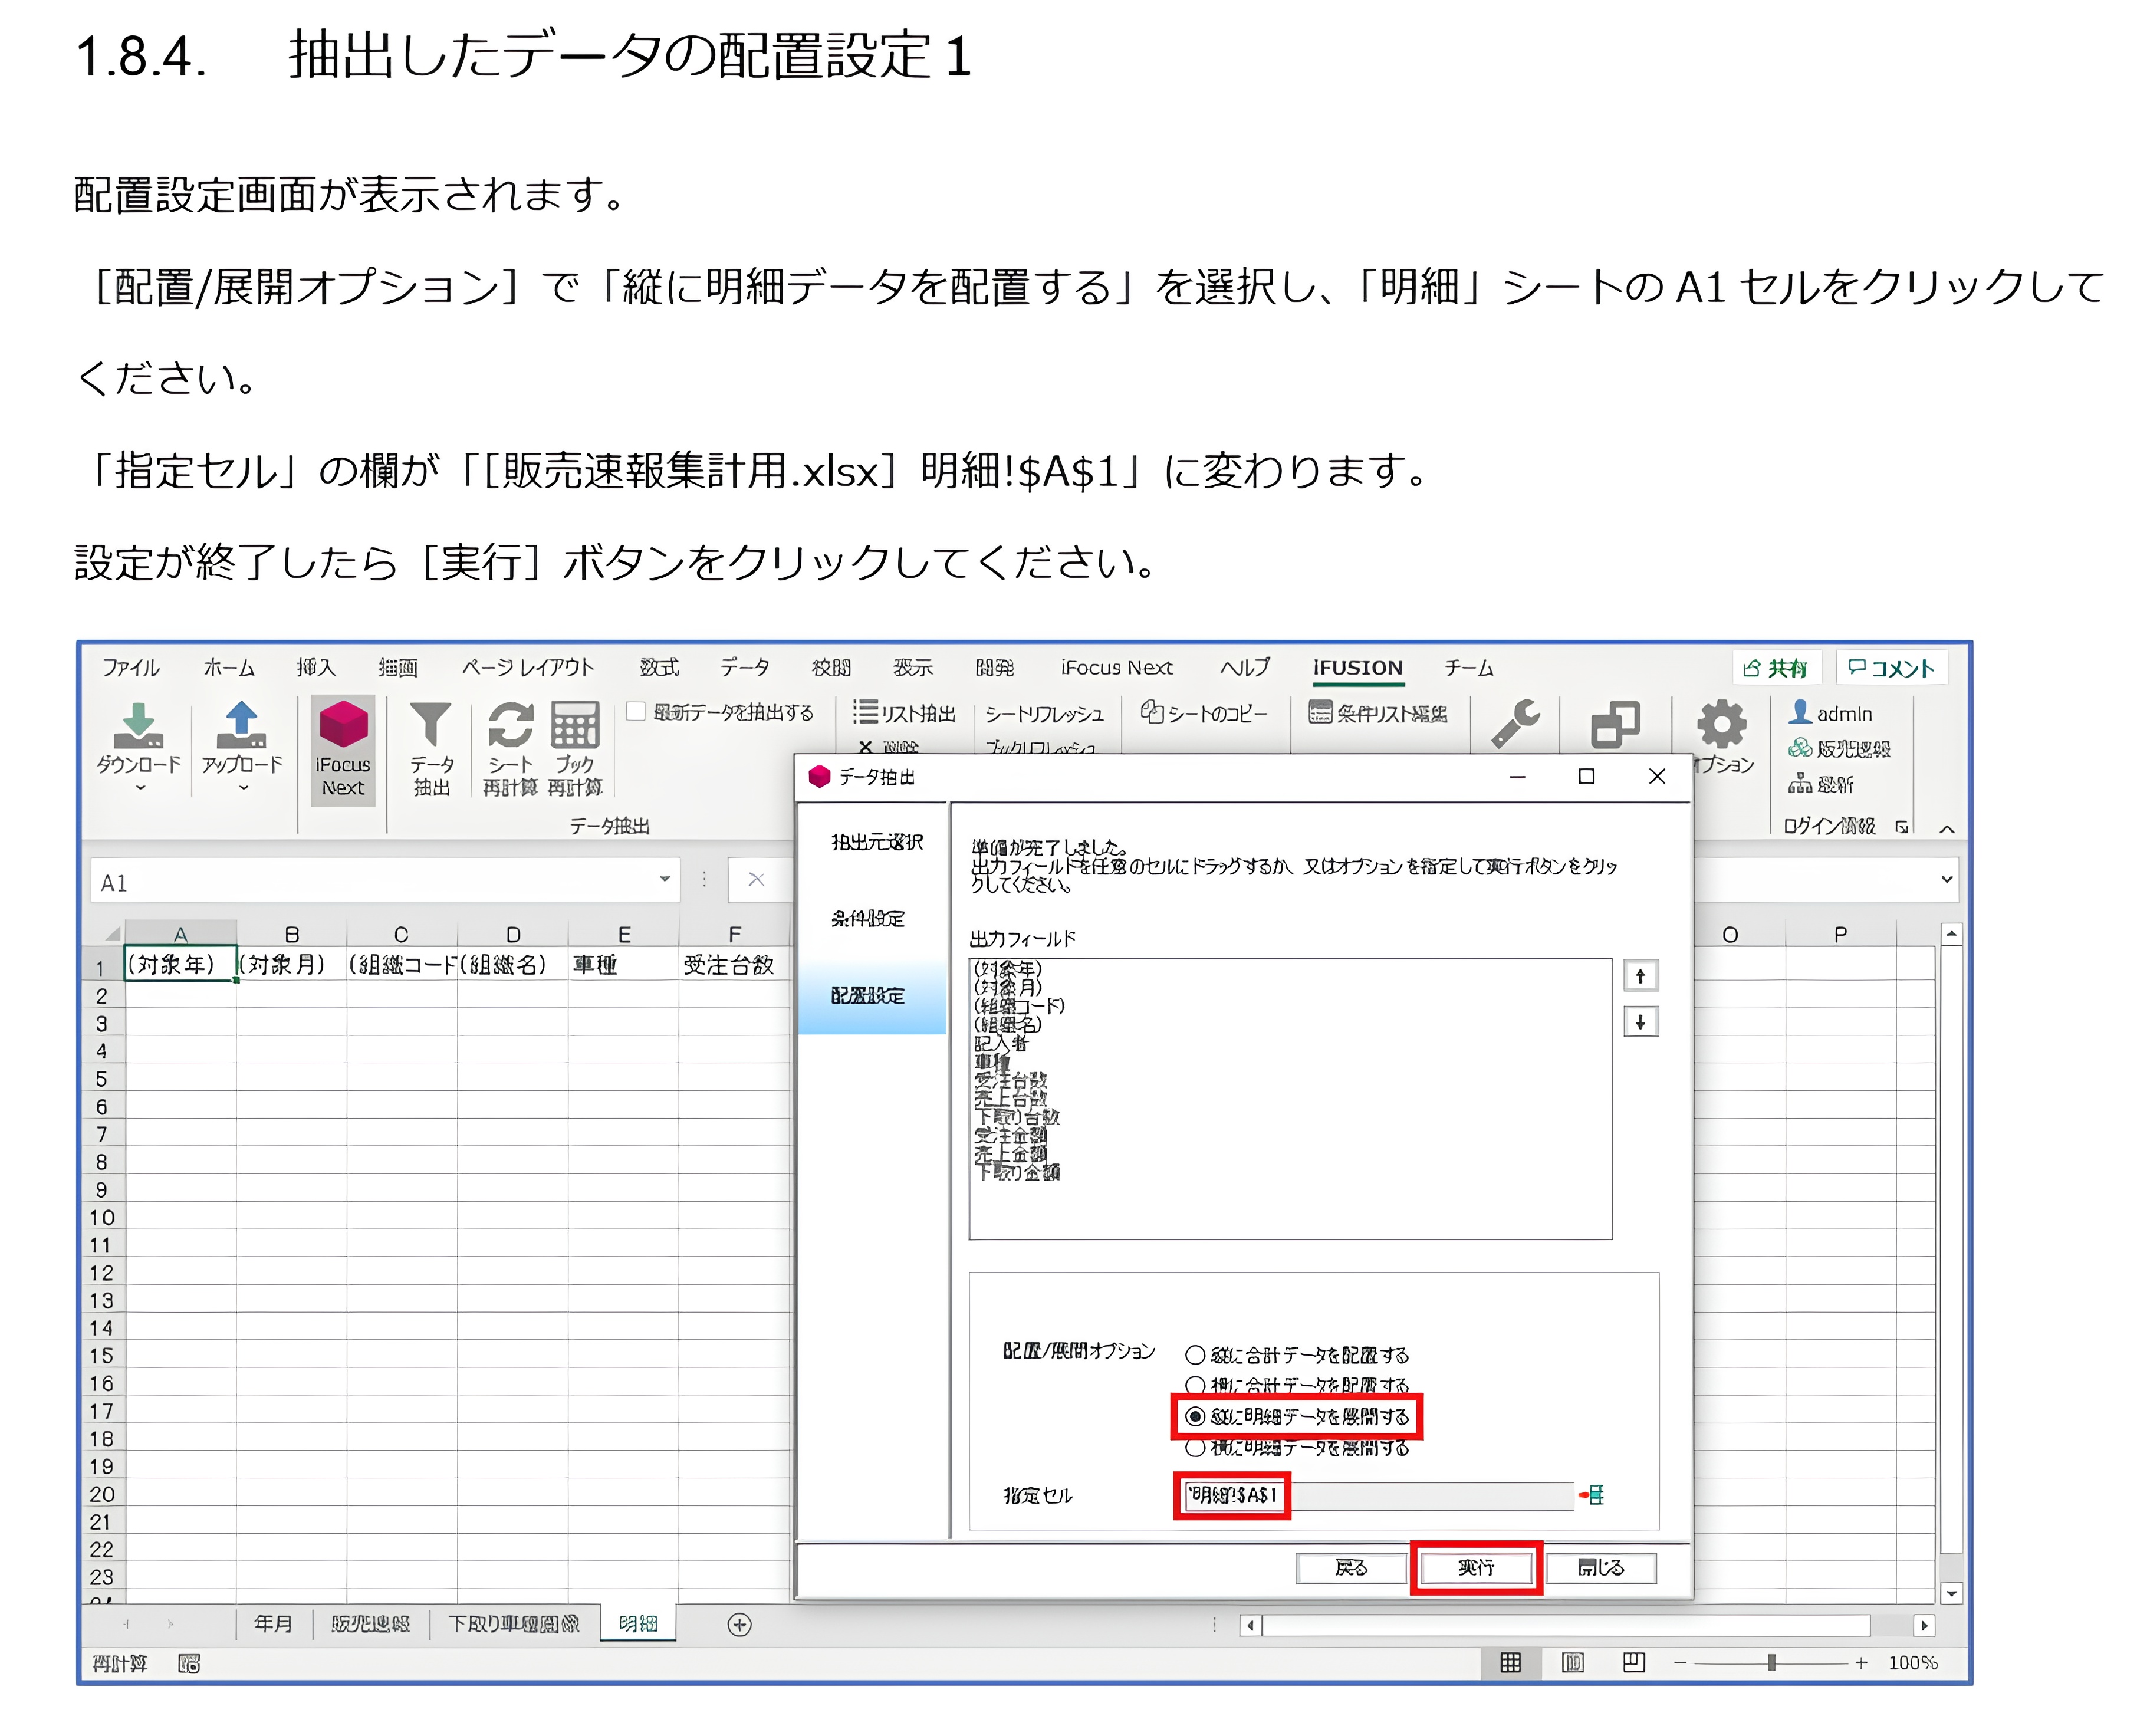 1.8.4. 抽出したデータの配置設定 1
配置設定画面が表示されます。
［配置/展開オプション］で「縦に明細データを配置する」を選択し、「明細」シートの A1 セルをクリックして
ください。
「指定セル」の欄が「[販売速報集計用.xlsx］明細!$A$1」に変わります。
設定が終了したら［実行］ボタンをクリックしてください。
ファイル ホーム 挿入 描画 ページ レイアウト 数式 データ 校閲 表示 開発 iFocus Next ヘルプ iFUSION チーム 共有 コメント
ダウンロード アップロード iFocus Next データ 抽出 シート 再計算 ブック 再計算 最新データを抽出する リスト抽出 シートリフレッシュ シートのコピー 条件リスト編集 admin
ブックリフレッシュ 販売速報
オプション 最新
データ抽出 ログイン情報
データ抽出
A1
抽出元選択
条件設定
配置設定
準備が完了しました。
出力フィールドを任意のセルにドラッグするか、又はオプションを指定して実行ボタンをクリッ
クしてください。
出力フィールド
(対象年)
(対象月)
(組織コード)
(組織名)
記入者
車種
受注台数
売上台数
下取り台数
受注金額
売上金額
下取り金額
配置/展開オプション
縦に合計データを配置する
横に合計データを配置する
縦に明細データを展開する
横に明細データを展開する
指定セル
'明細'!$A$1
戻る 実行 閉じる
A B C D E F O P
1 (対象年) (対象月) (組織コード (組織名) 車種 受注台数
2
3
4
5
6
7
8
9
10
11
12
13
14
15
16
17
18
19
20
21
22
23
年月 販売速報 下取り車種画像 明細
再計算 100%